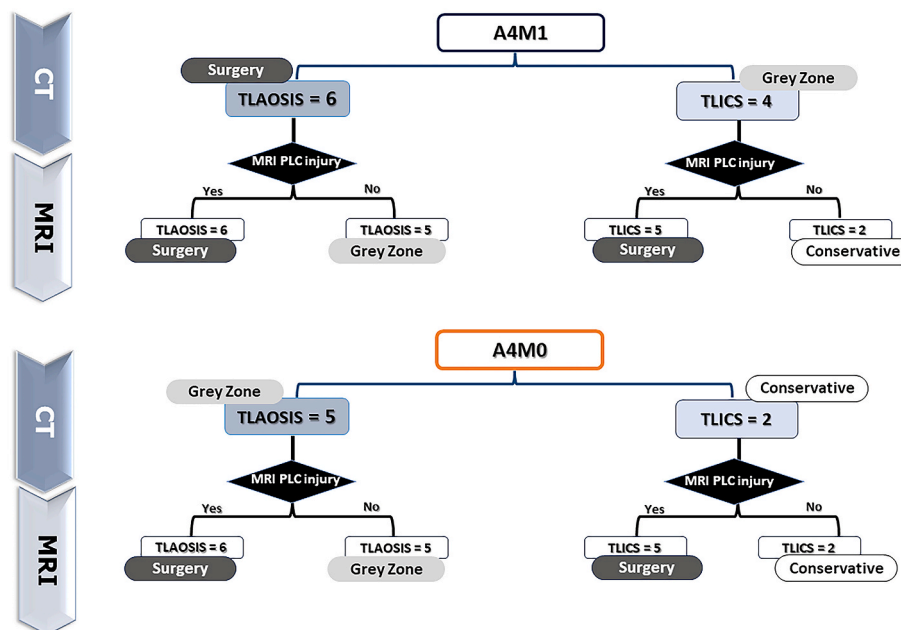 A4M1
CT
Surgery
TLAOSIS = 6
Grey Zone
TLICS = 4
MRI PLC injury
MRI PLC injury
MRI
Yes
No
Yes
No
TLAOSIS = 6
Surgery
TLAOSIS = 5
Grey Zone
TLICS = 5
Surgery
TLICS = 2
Conservative
A4M0
CT
Grey Zone
TLAOSIS = 5
Conservative
TLICS = 2
MRI PLC injury
MRI PLC injury
MRI
Yes
No
Yes
No
TLAOSIS = 6
Surgery
TLAOSIS = 5
Grey Zone
TLICS = 5
Surgery
TLICS = 2
Conservative